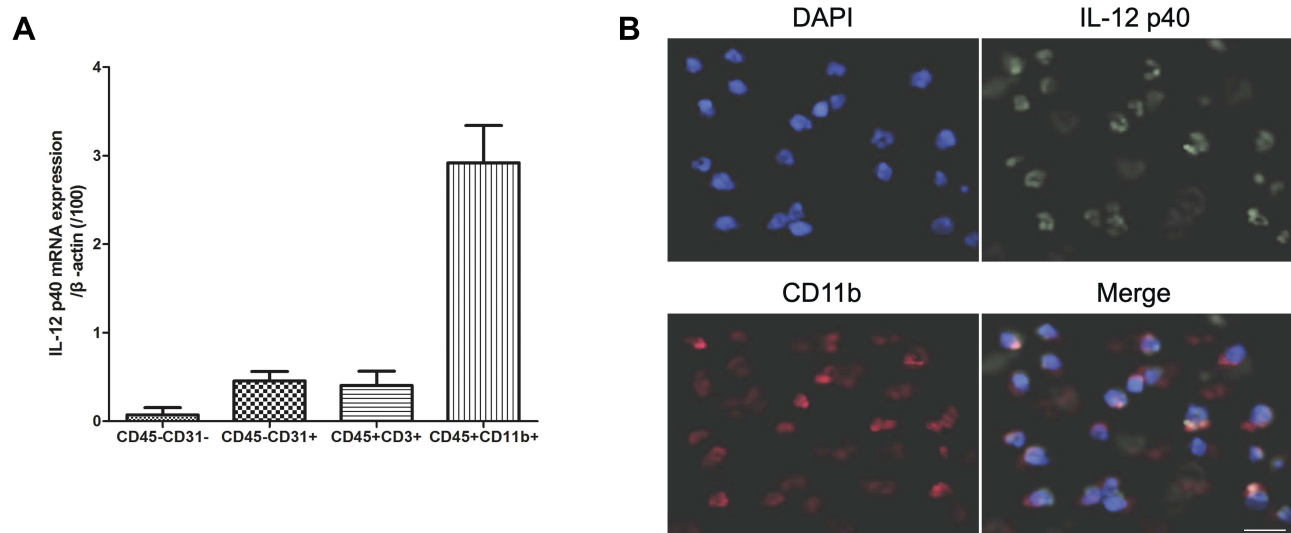 A
IL-12 p40 mRNA expression
/β -actin (/100)
4
3
2
1
0
CD45-CD31-
CD45-CD31+
CD45+CD3+
CD45+CD11b+
B
DAPI
IL-12 p40
CD11b
Merge